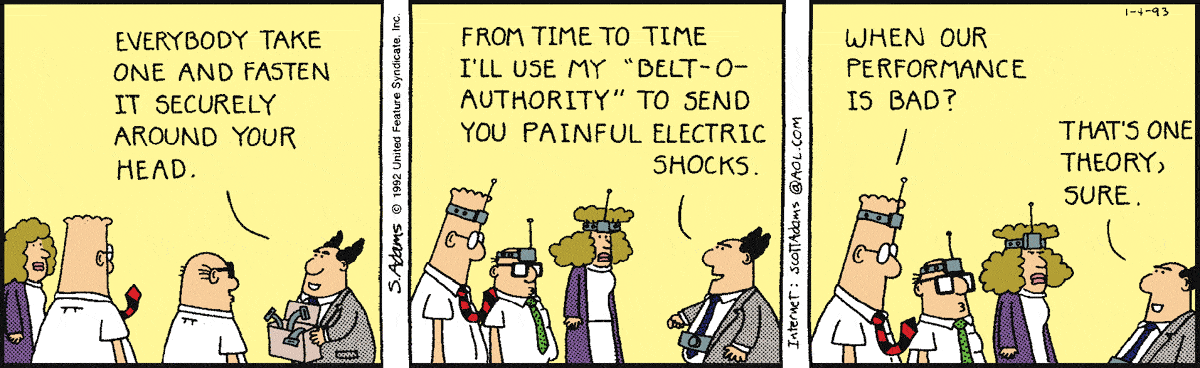 EVERYBODY TAKE
ONE AND FASTEN
IT SECURELY
AROUND YOUR
HEAD.
S. Adams © 1992 United Feature Syndicate, Inc.
FROM TIME TO TIME
I'LL USE MY "BELT-O-
AUTHORITY" TO SEND
YOU PAINFUL ELECTRIC
SHOCKS.
Internet: SCOTTADAMS @AOL.COM
1-4-93
WHEN OUR
PERFORMANCE
IS BAD?
THAT'S ONE
THEORY,
SURE.